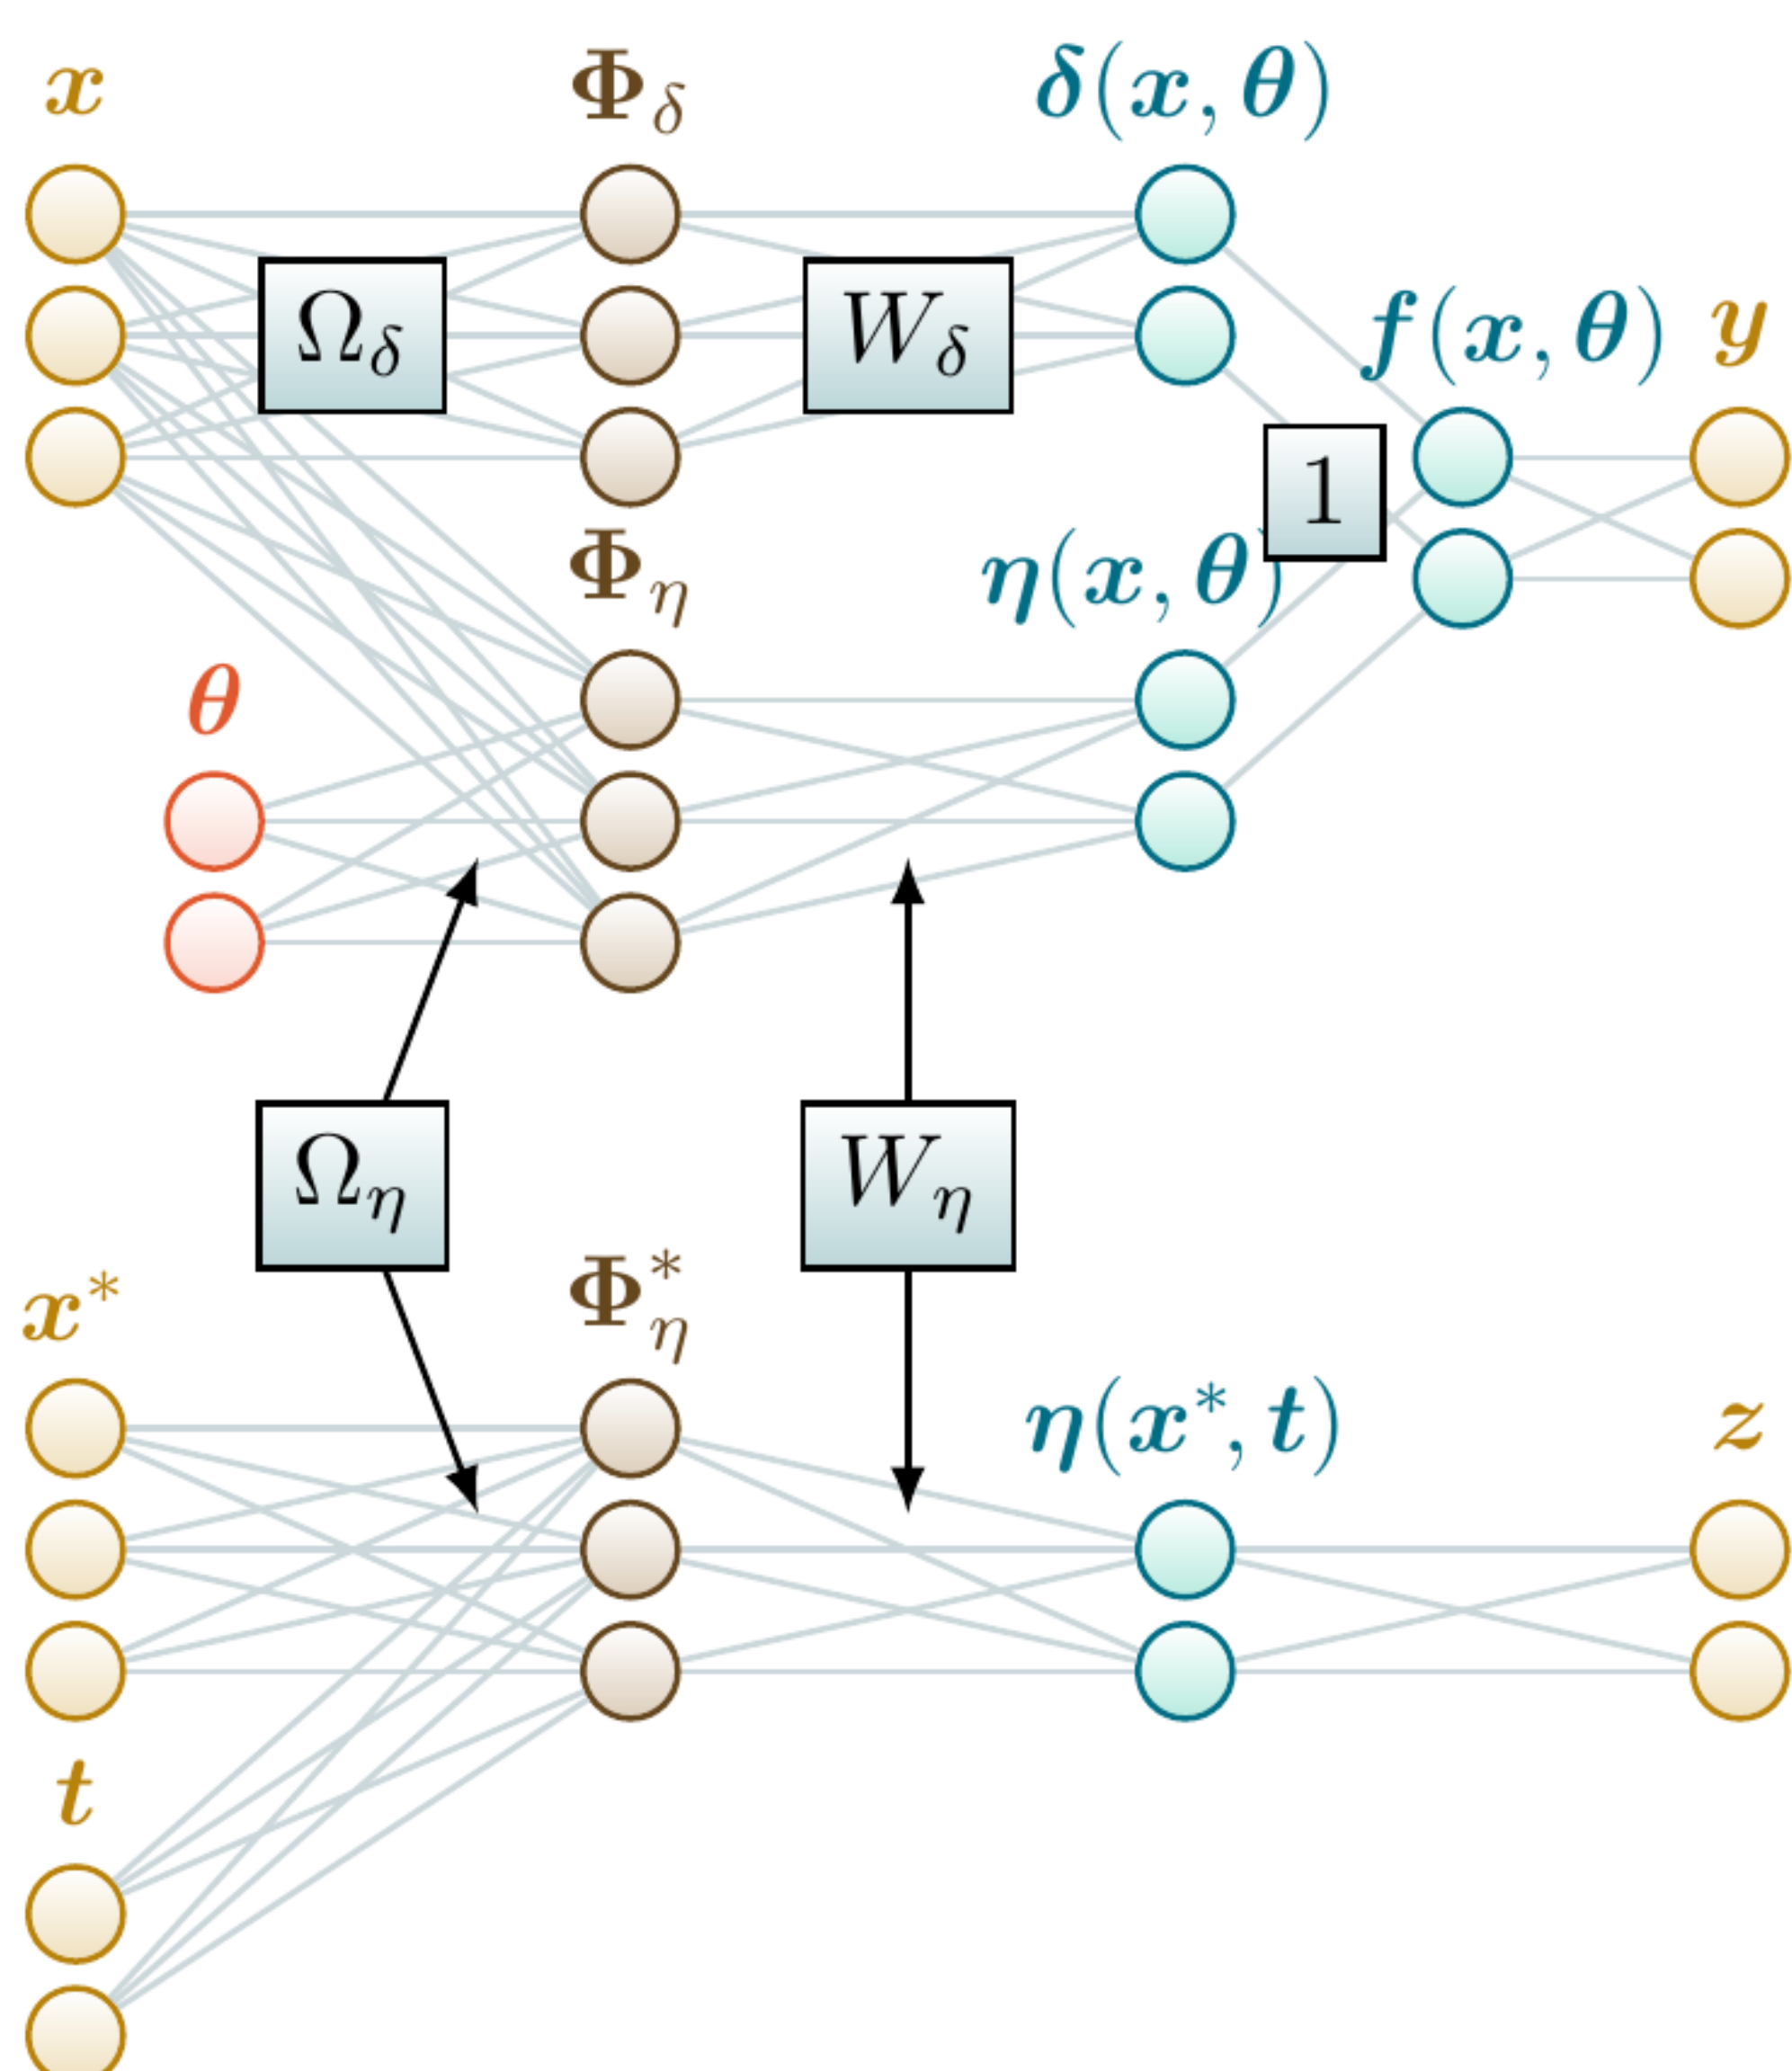 x
Φ_δ
δ(x, θ)
Ω_δ
W_δ
f(x, θ)
y
1
Φ_η
η(x, θ)
θ
Ω_η
W_η
x*
Φ*_η
η(x*, t)
z
t